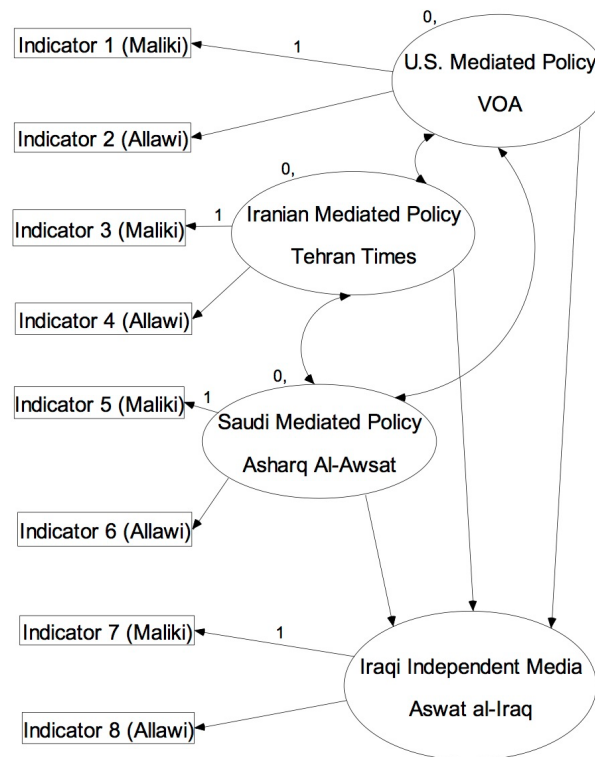 0,
Indicator 1 (Maliki)
1
U.S. Mediated Policy
VOA
Indicator 2 (Allawi)
0,
Indicator 3 (Maliki)
1
Iranian Mediated Policy
Tehran Times
Indicator 4 (Allawi)
0,
Indicator 5 (Maliki)
1
Saudi Mediated Policy
Asharq Al-Awsat
Indicator 6 (Allawi)
Indicator 7 (Maliki)
1
Iraqi Independent Media
Aswat al-Iraq
Indicator 8 (Allawi)